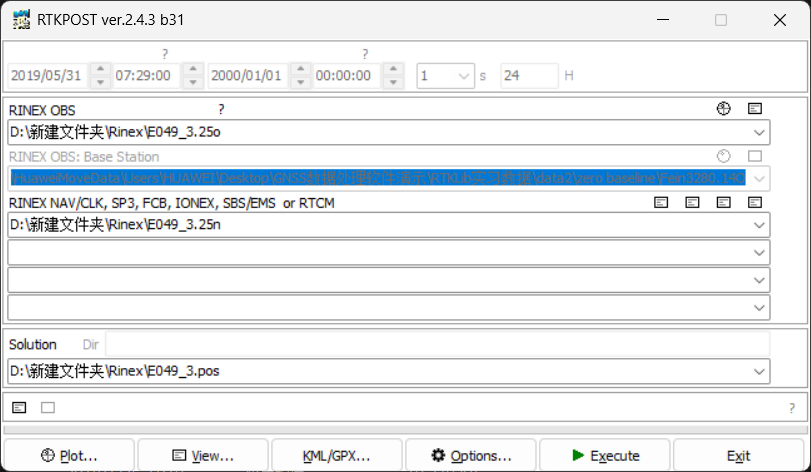 RTKPOST ver.2.4.3 b31
? ?
2019/05/31 07:29:00 2000/01/01 00:00:00 1 s 24 H
RINEX OBS ?
D:\新建文件夹\Rinex\E049_3.25o
RINEX OBS: Base Station
\HuaweiMoveData\Users\HUAWEI\Desktop\GNSS数据处理软件演示\RTKLib实习数据\data2\zero baseline\Fern3280.14O
RINEX NAV/CLK, SP3, FCB, IONEX, SBS/EMS or RTCM
D:\新建文件夹\Rinex\E049_3.25n
Solution Dir
D:\新建文件夹\Rinex\E049_3.pos
?
Plot... View... KML/GPX... Options... Execute Exit